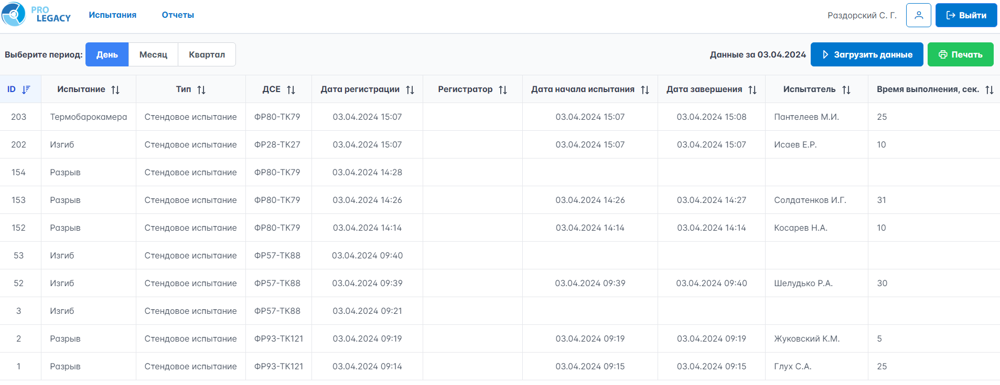 PRO
LEGACY
Испытания Отчеты Раздорский С. Г. Выйти
Выберите период: День Месяц Квартал Данные за 03.04.2024 Загрузить данные Печать
ID Испытание Тип ДСЕ Дата регистрации Регистратор Дата начала испытания Дата завершения Испытатель Время выполнения, сек.
203 Термобарокамера Стендовое испытание ФР80-ТК79 03.04.2024 15:07 03.04.2024 15:07 03.04.2024 15:08 Пантелеев М.И. 25
202 Изгиб Стендовое испытание ФР28-ТК27 03.04.2024 15:07 03.04.2024 15:07 03.04.2024 15:07 Исаев Е.Р. 10
154 Разрыв Стендовое испытание ФР80-ТК79 03.04.2024 14:28
153 Разрыв Стендовое испытание ФР80-ТК79 03.04.2024 14:26 03.04.2024 14:26 03.04.2024 14:27 Солдатенков И.Г. 31
152 Разрыв Стендовое испытание ФР80-ТК79 03.04.2024 14:14 03.04.2024 14:14 03.04.2024 14:14 Косарев Н.А. 10
53 Изгиб Стендовое испытание ФР57-ТК88 03.04.2024 09:40
52 Изгиб Стендовое испытание ФР57-ТК88 03.04.2024 09:39 03.04.2024 09:39 03.04.2024 09:40 Шелудько Р.А. 30
3 Изгиб Стендовое испытание ФР57-ТК88 03.04.2024 09:21
2 Разрыв Стендовое испытание ФР93-ТК121 03.04.2024 09:19 03.04.2024 09:19 03.04.2024 09:19 Жуковский К.М. 5
1 Разрыв Стендовое испытание ФР93-ТК121 03.04.2024 09:14 03.04.2024 09:15 03.04.2024 09:15 Глух С.А. 25